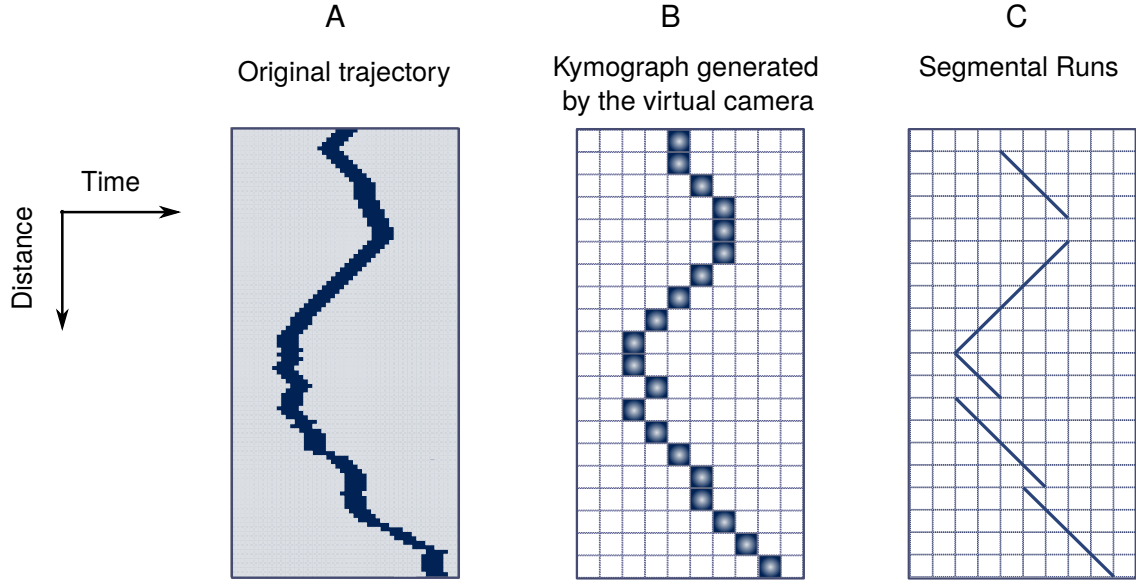 A
B
C
Original trajectory
Kymograph generated
by the virtual camera
Segmental Runs
Time
Distance